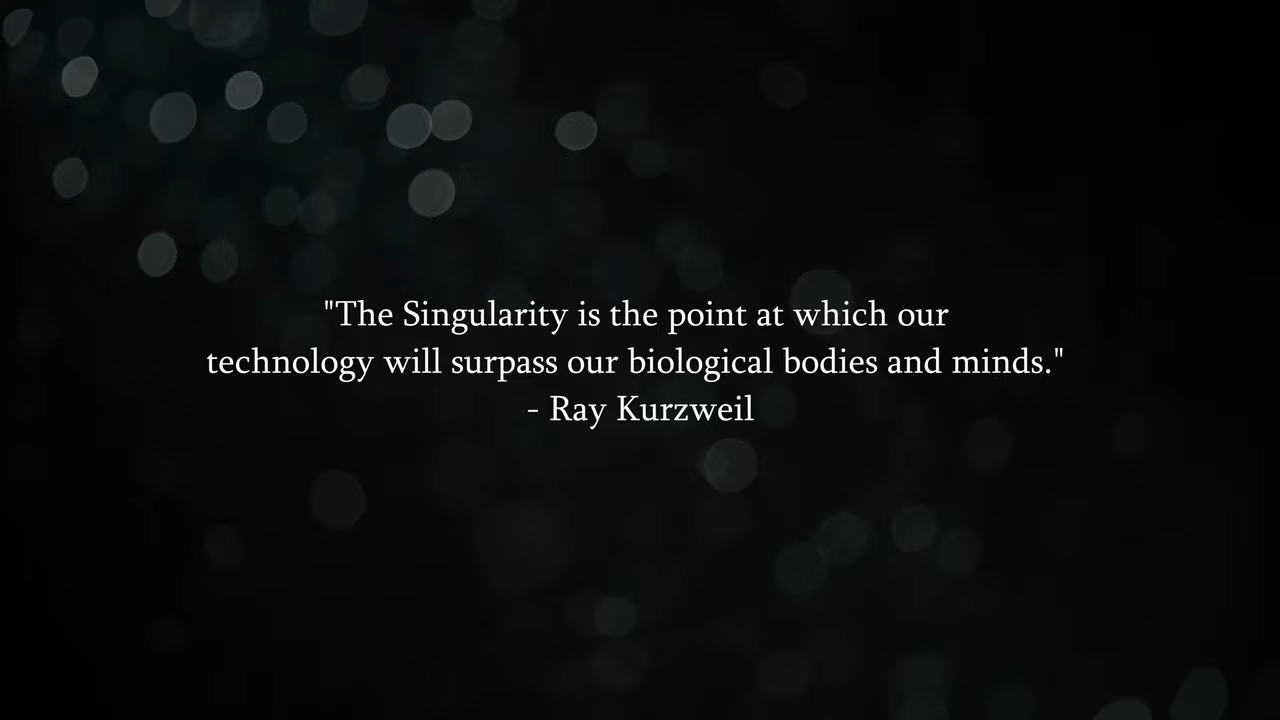 "The Singularity is the point at which our
technology will surpass our biological bodies and minds."
- Ray Kurzweil